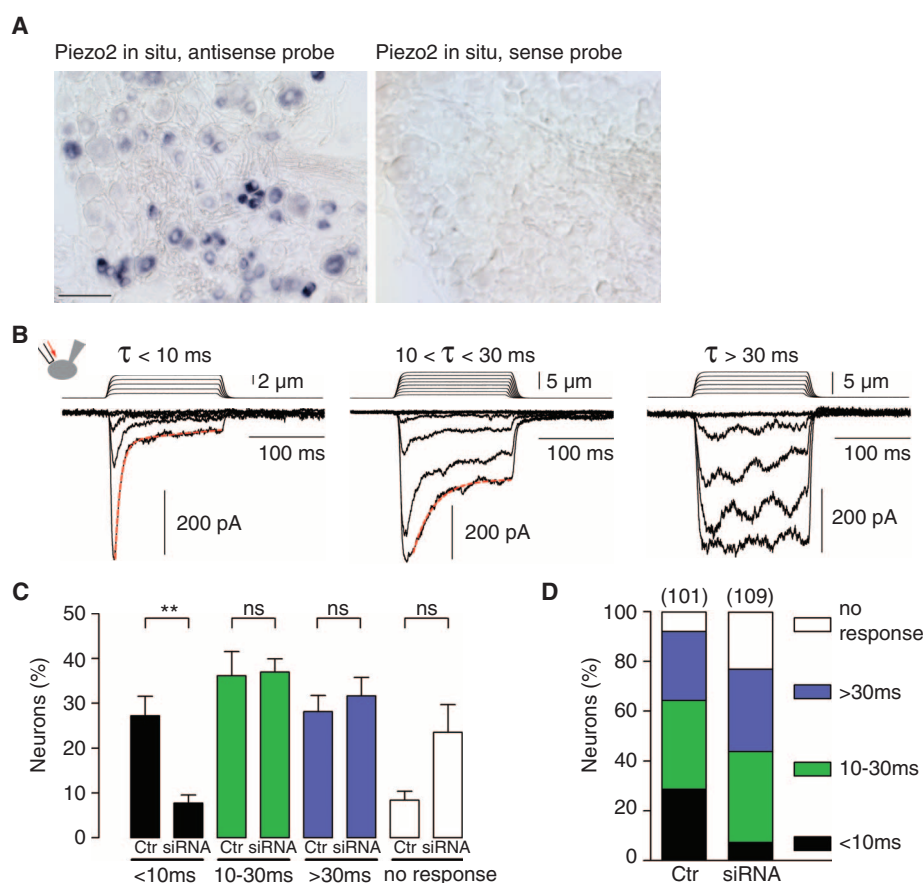 A
Piezo2 in situ, antisense probe
Piezo2 in situ, sense probe
B
τ < 10 ms
10 < τ < 30 ms
τ > 30 ms
2 µm
5 µm
5 µm
100 ms
100 ms
100 ms
200 pA
200 pA
200 pA
C
Neurons (%)
50
40
30
20
10
0
**
ns
ns
ns
Ctr siRNA
Ctr siRNA
Ctr siRNA
Ctr siRNA
<10ms
10-30ms
>30ms
no response
D
(101)
(109)
Neurons (%)
100
80
60
40
20
0
Ctr
siRNA
no
response
>30ms
10-30ms
<10ms